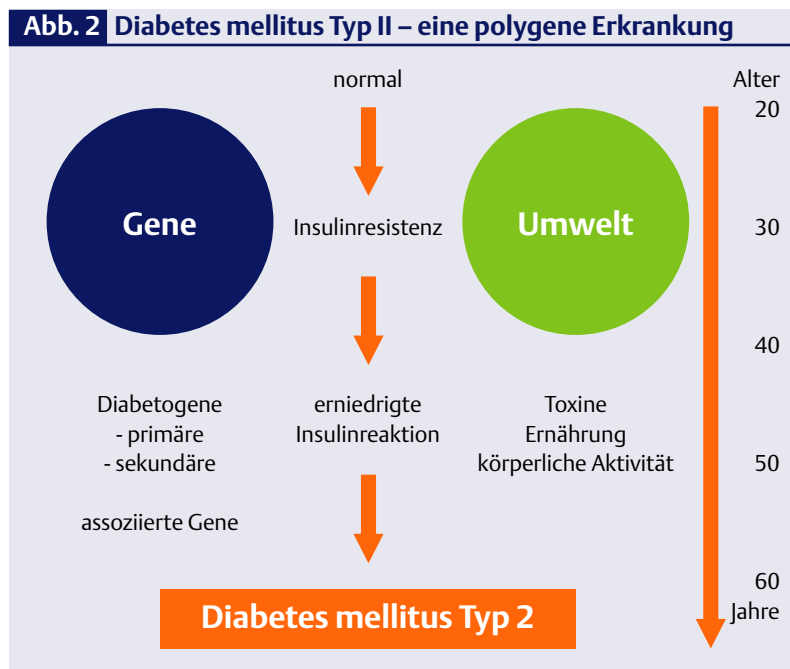 Abb. 2 Diabetes mellitus Typ II – eine polygene Erkrankung
normal
Alter
20
Gene
Insulinresistenz
Umwelt
30
40
Diabetogene
- primäre
- sekundäre
assoziierte Gene
erniedrigte
Insulinreaktion
Toxine
Ernährung
körperliche Aktivität
50
60
Jahre
Diabetes mellitus Typ 2